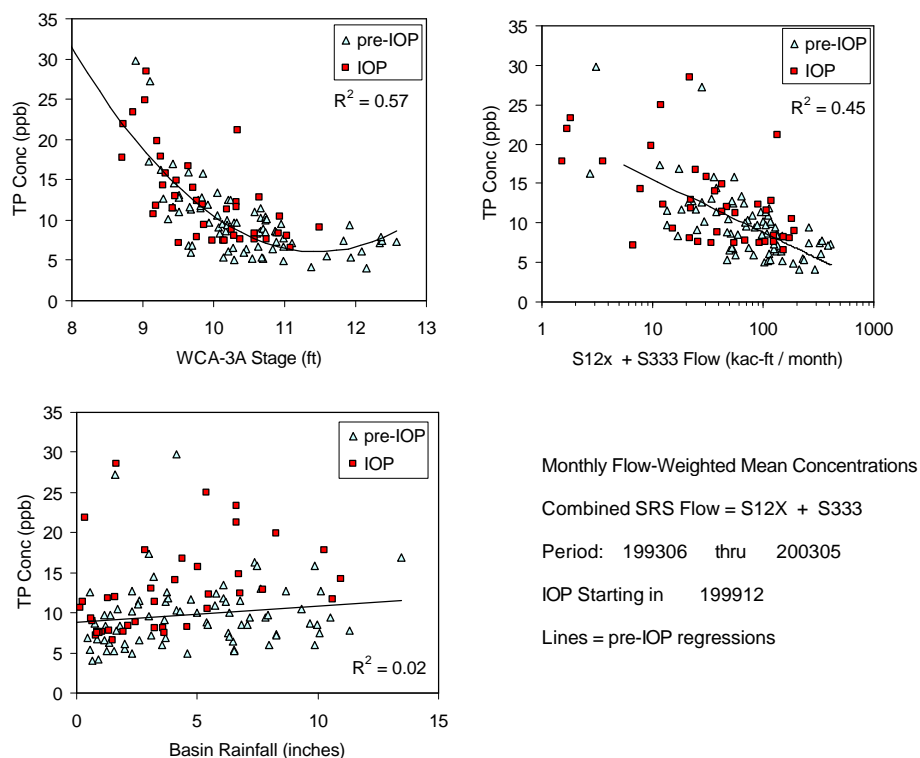 35
30
25
20
15
10
5
0
TP Conc (ppb)
pre-IOP
IOP
R² = 0.57
8 9 10 11 12 13
WCA-3A Stage (ft)
35
30
25
20
15
10
5
0
TP Conc (ppb)
pre-IOP
IOP
R² = 0.45
1 10 100 1000
S12x + S333 Flow (kac-ft / month)
35
30
25
20
15
10
5
0
TP Conc (ppb)
pre-IOP
IOP
R² = 0.02
0 5 10 15
Basin Rainfall (inches)
Monthly Flow-Weighted Mean Concentrations
Combined SRS Flow = S12X + S333
Period: 199306 thru 200305
IOP Starting in 199912
Lines = pre-IOP regressions